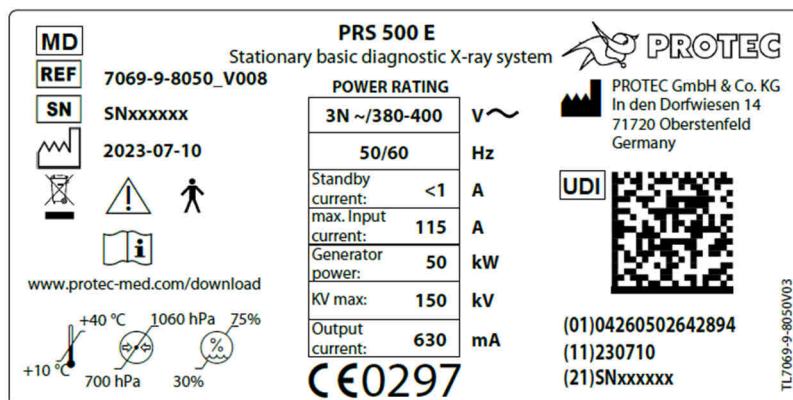 PRS 500 E
Stationary basic diagnostic X-ray system
PROTEC
MD
REF 7069-9-8050_V008
SN SNxxxxxx
2023-07-10
i
www.protec-med.com/download
+10 °C +40 °C
700 hPa 1060 hPa
30% % 75%
POWER RATING
3N ~/380-400 V
50/60 Hz
Standby current: <1 A
max. Input current: 115 A
Generator power: 50 kW
KV max: 150 kV
Output current: 630 mA
CE0297
PROTEC GmbH & Co. KG
In den Dorfwiesen 14
71720 Oberstenfeld
Germany
UDI
(01)04260502642894
(11)230710
(21)SNxxxxxx
TL7069-9-8050V03